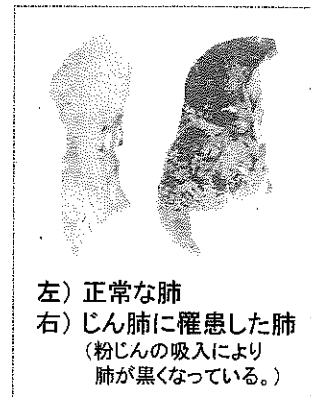 左）正常な肺
右）じん肺に罹患した肺
（粉じんの吸入により
肺が黒くなっている。）